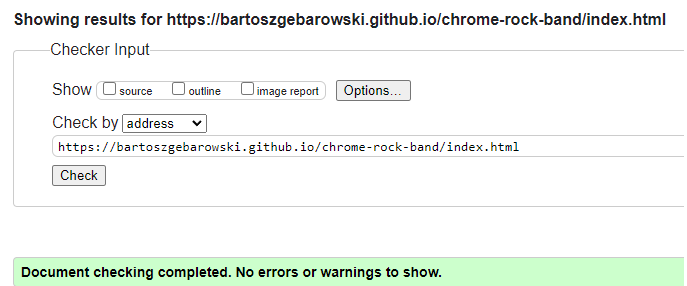 Showing results for https://bartoszgebarowski.github.io/chrome-rock-band/index.html
Checker Input
Show source outline image report Options...
Check by address
https://bartoszgebarowski.github.io/chrome-rock-band/index.html
Check
Document checking completed. No errors or warnings to show.